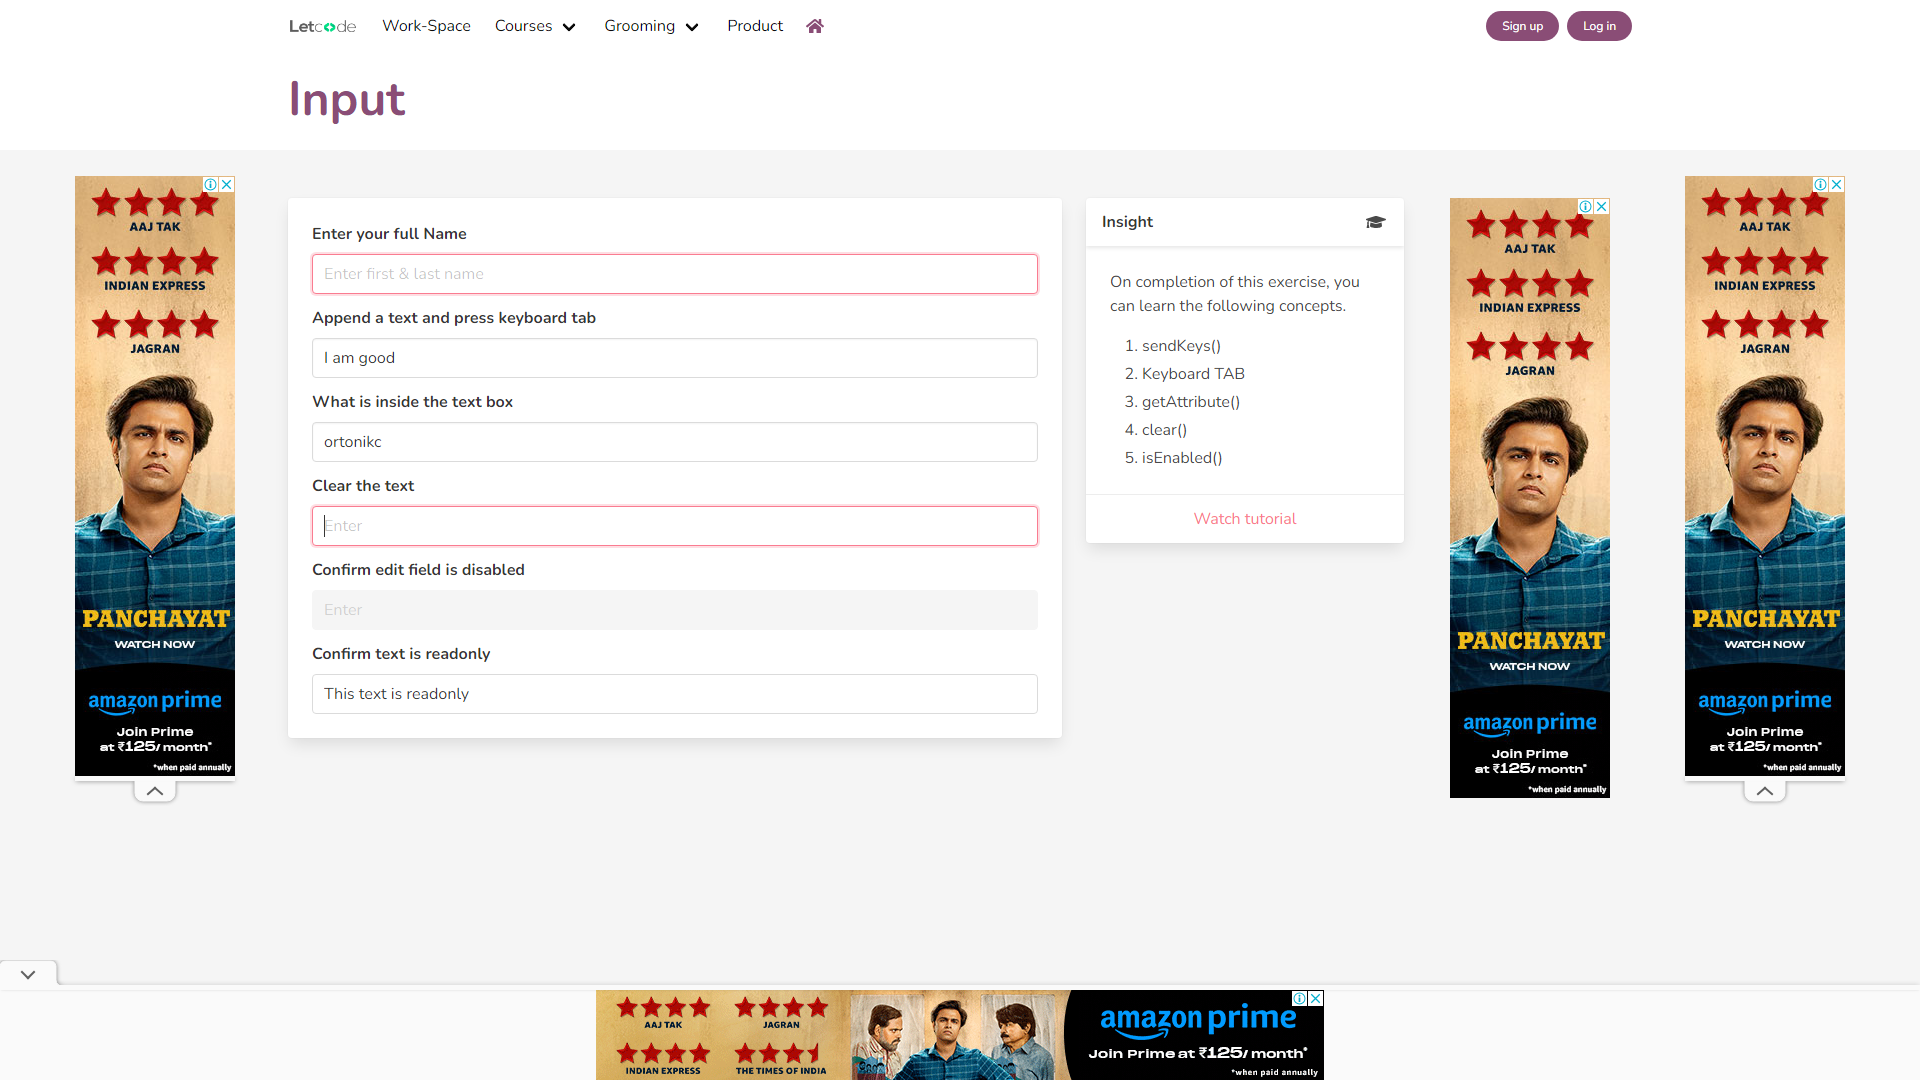 Letcode Work-Space Courses Grooming Product Sign up Log in
Input
AAJ TAK
INDIAN EXPRESS
JAGRAN
PANCHAYAT
WATCH NOW
amazon prime
Join Prime
at ₹125/month*
*when paid annually
Enter your full Name
Enter first & last name
Append a text and press keyboard tab
I am good
What is inside the text box
ortonikc
Clear the text
Enter
Confirm edit field is disabled
Enter
Confirm text is readonly
This text is readonly
Insight
On completion of this exercise, you
can learn the following concepts.
1. sendKeys()
2. Keyboard TAB
3. getAttribute()
4. clear()
5. isEnabled()
Watch tutorial
AAJ TAK
INDIAN EXPRESS
JAGRAN
PANCHAYAT
WATCH NOW
amazon prime
Join Prime
at ₹125/month*
*when paid annually
AAJ TAK
INDIAN EXPRESS
JAGRAN
PANCHAYAT
WATCH NOW
amazon prime
Join Prime
at ₹125/month*
*when paid annually
AAJ TAK JAGRAN
INDIAN EXPRESS THE TIMES OF INDIA
amazon prime
Join Prime at ₹125/month*
*when paid annually